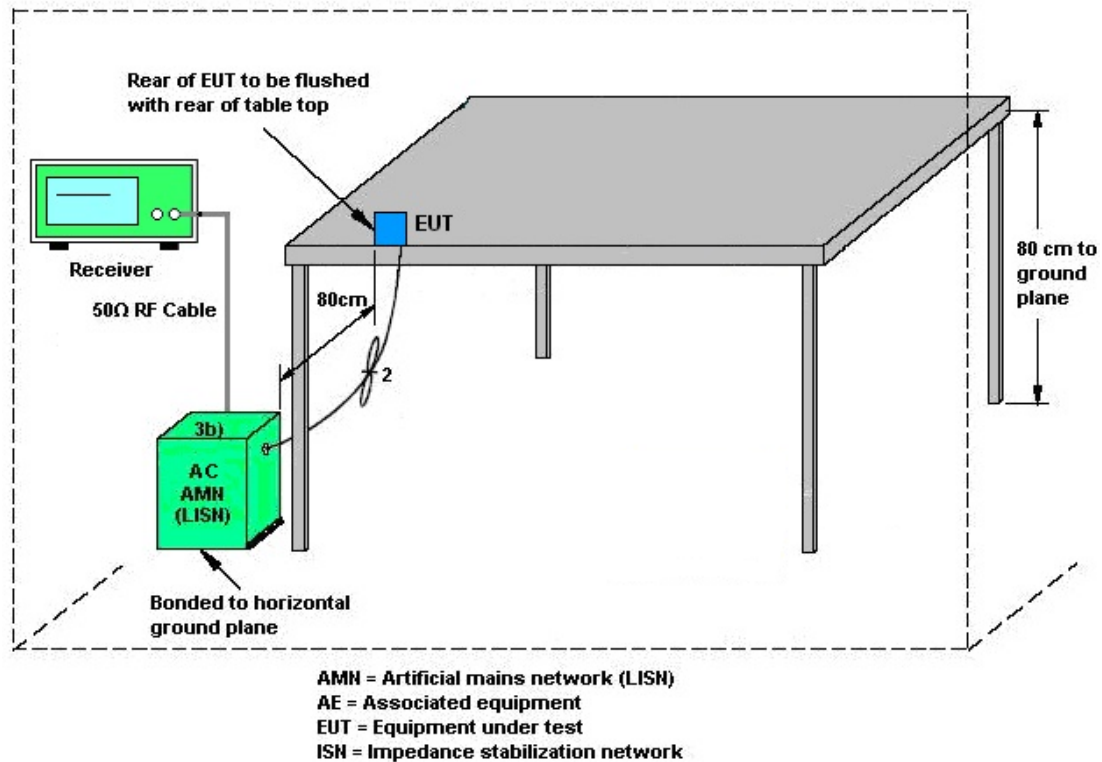 Rear of EUT to be flushed
with rear of table top
EUT
Receiver
50Ω RF Cable
80cm
80 cm to
ground
plane
2
3b)
AC
AMN
(LISN)
Bonded to horizontal
ground plane
AMN = Artificial mains network (LISN)
AE = Associated equipment
EUT = Equipment under test
ISN = Impedance stabilization network